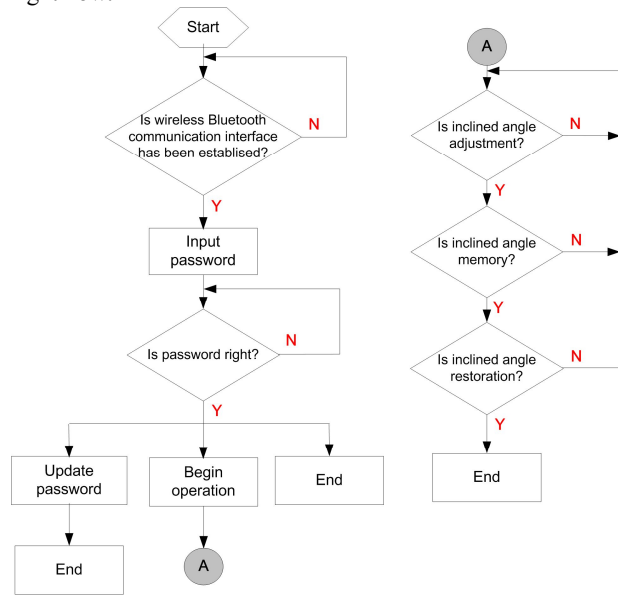 Start
Is wireless Bluetooth
communication interface
has been establised?
N
Y
Input
password
Is password right?
N
Y
Update
password
Begin
operation
End
End
A
A
Is inclined angle
adjustment?
N
Y
Is inclined angle
memory?
N
Y
Is inclined angle
restoration?
N
Y
End